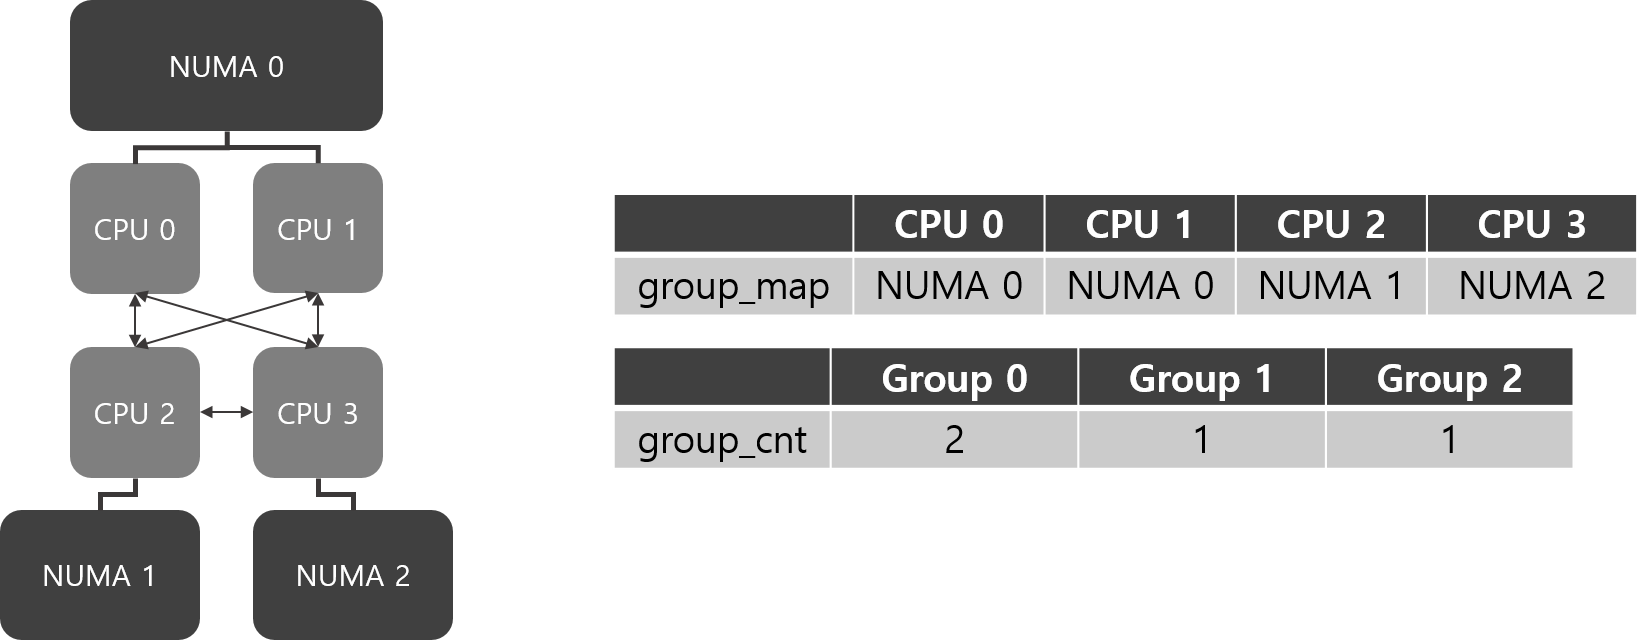 NUMA 0
CPU 0 CPU 1
CPU 2 CPU 3
NUMA 1 NUMA 2
CPU 0 CPU 1 CPU 2 CPU 3
group_map NUMA 0 NUMA 0 NUMA 1 NUMA 2
Group 0 Group 1 Group 2
group_cnt 2 1 1